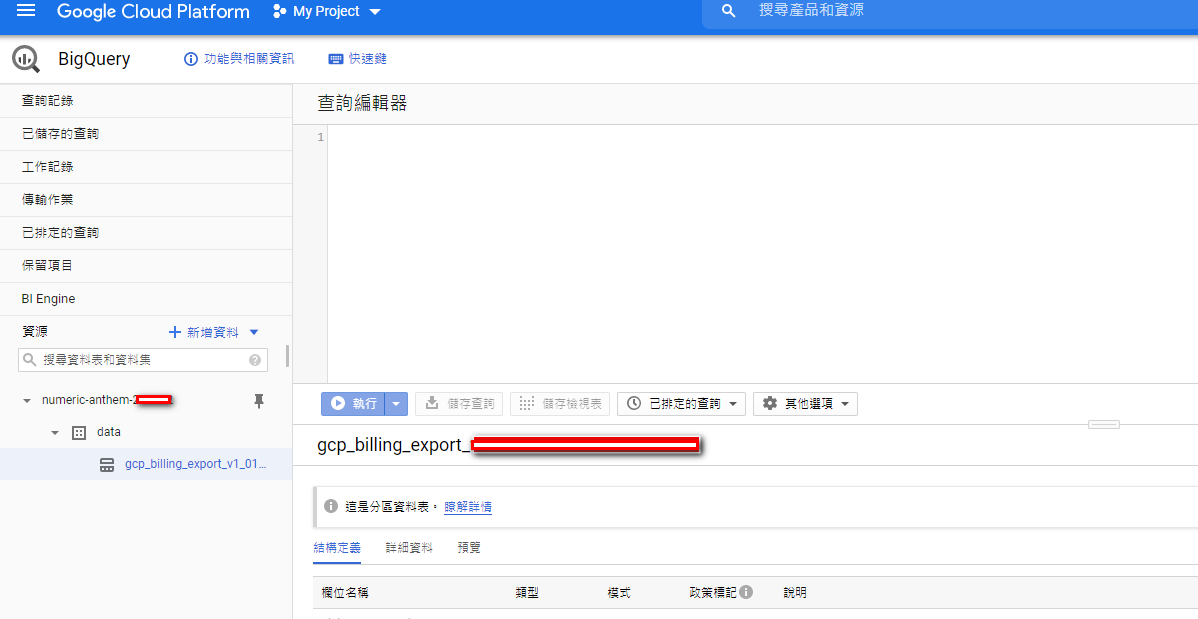 Google Cloud Platform My Project 搜尋產品和資源
BigQuery 功能與相關資訊 快速鍵
查詢記錄
已儲存的查詢
工作記錄
傳輸作業
已排定的查詢
保留項目
BI Engine
資源 新增資料
搜尋資料表和資料集
numeric-anthem-
data
gcp_billing_export_v1_01...
查詢編輯器
1
執行 儲存查詢 儲存檢視表 已排定的查詢 其他選項
gcp_billing_export_
這是分區資料表。 瞭解詳情
結構定義 詳細資料 預覽
欄位名稱 類型 模式 政策標記 說明